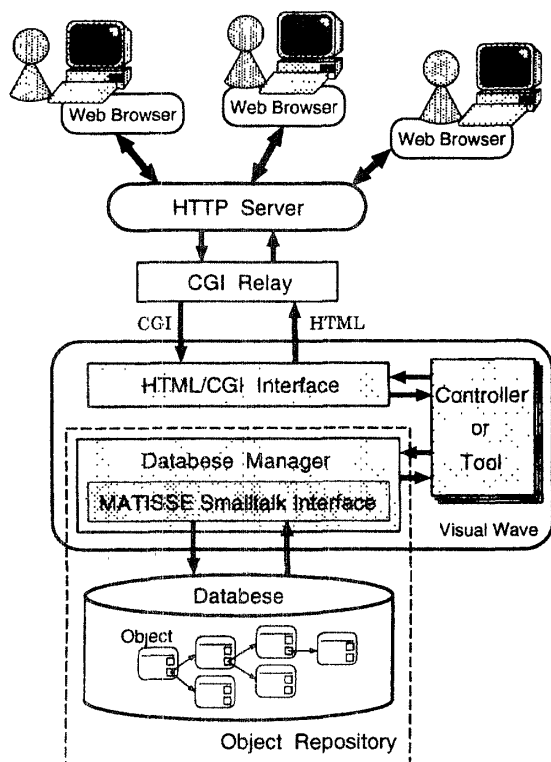 Web Browser
Web Browser
Web Browser
HTTP Server
CGI Relay
CGI
HTML
HTML/CGI Interface
Controller
or
Tool
Databese Manager
MATISSE Smalltalk Interface
Visual Wave
Databese
Object
Object Repository